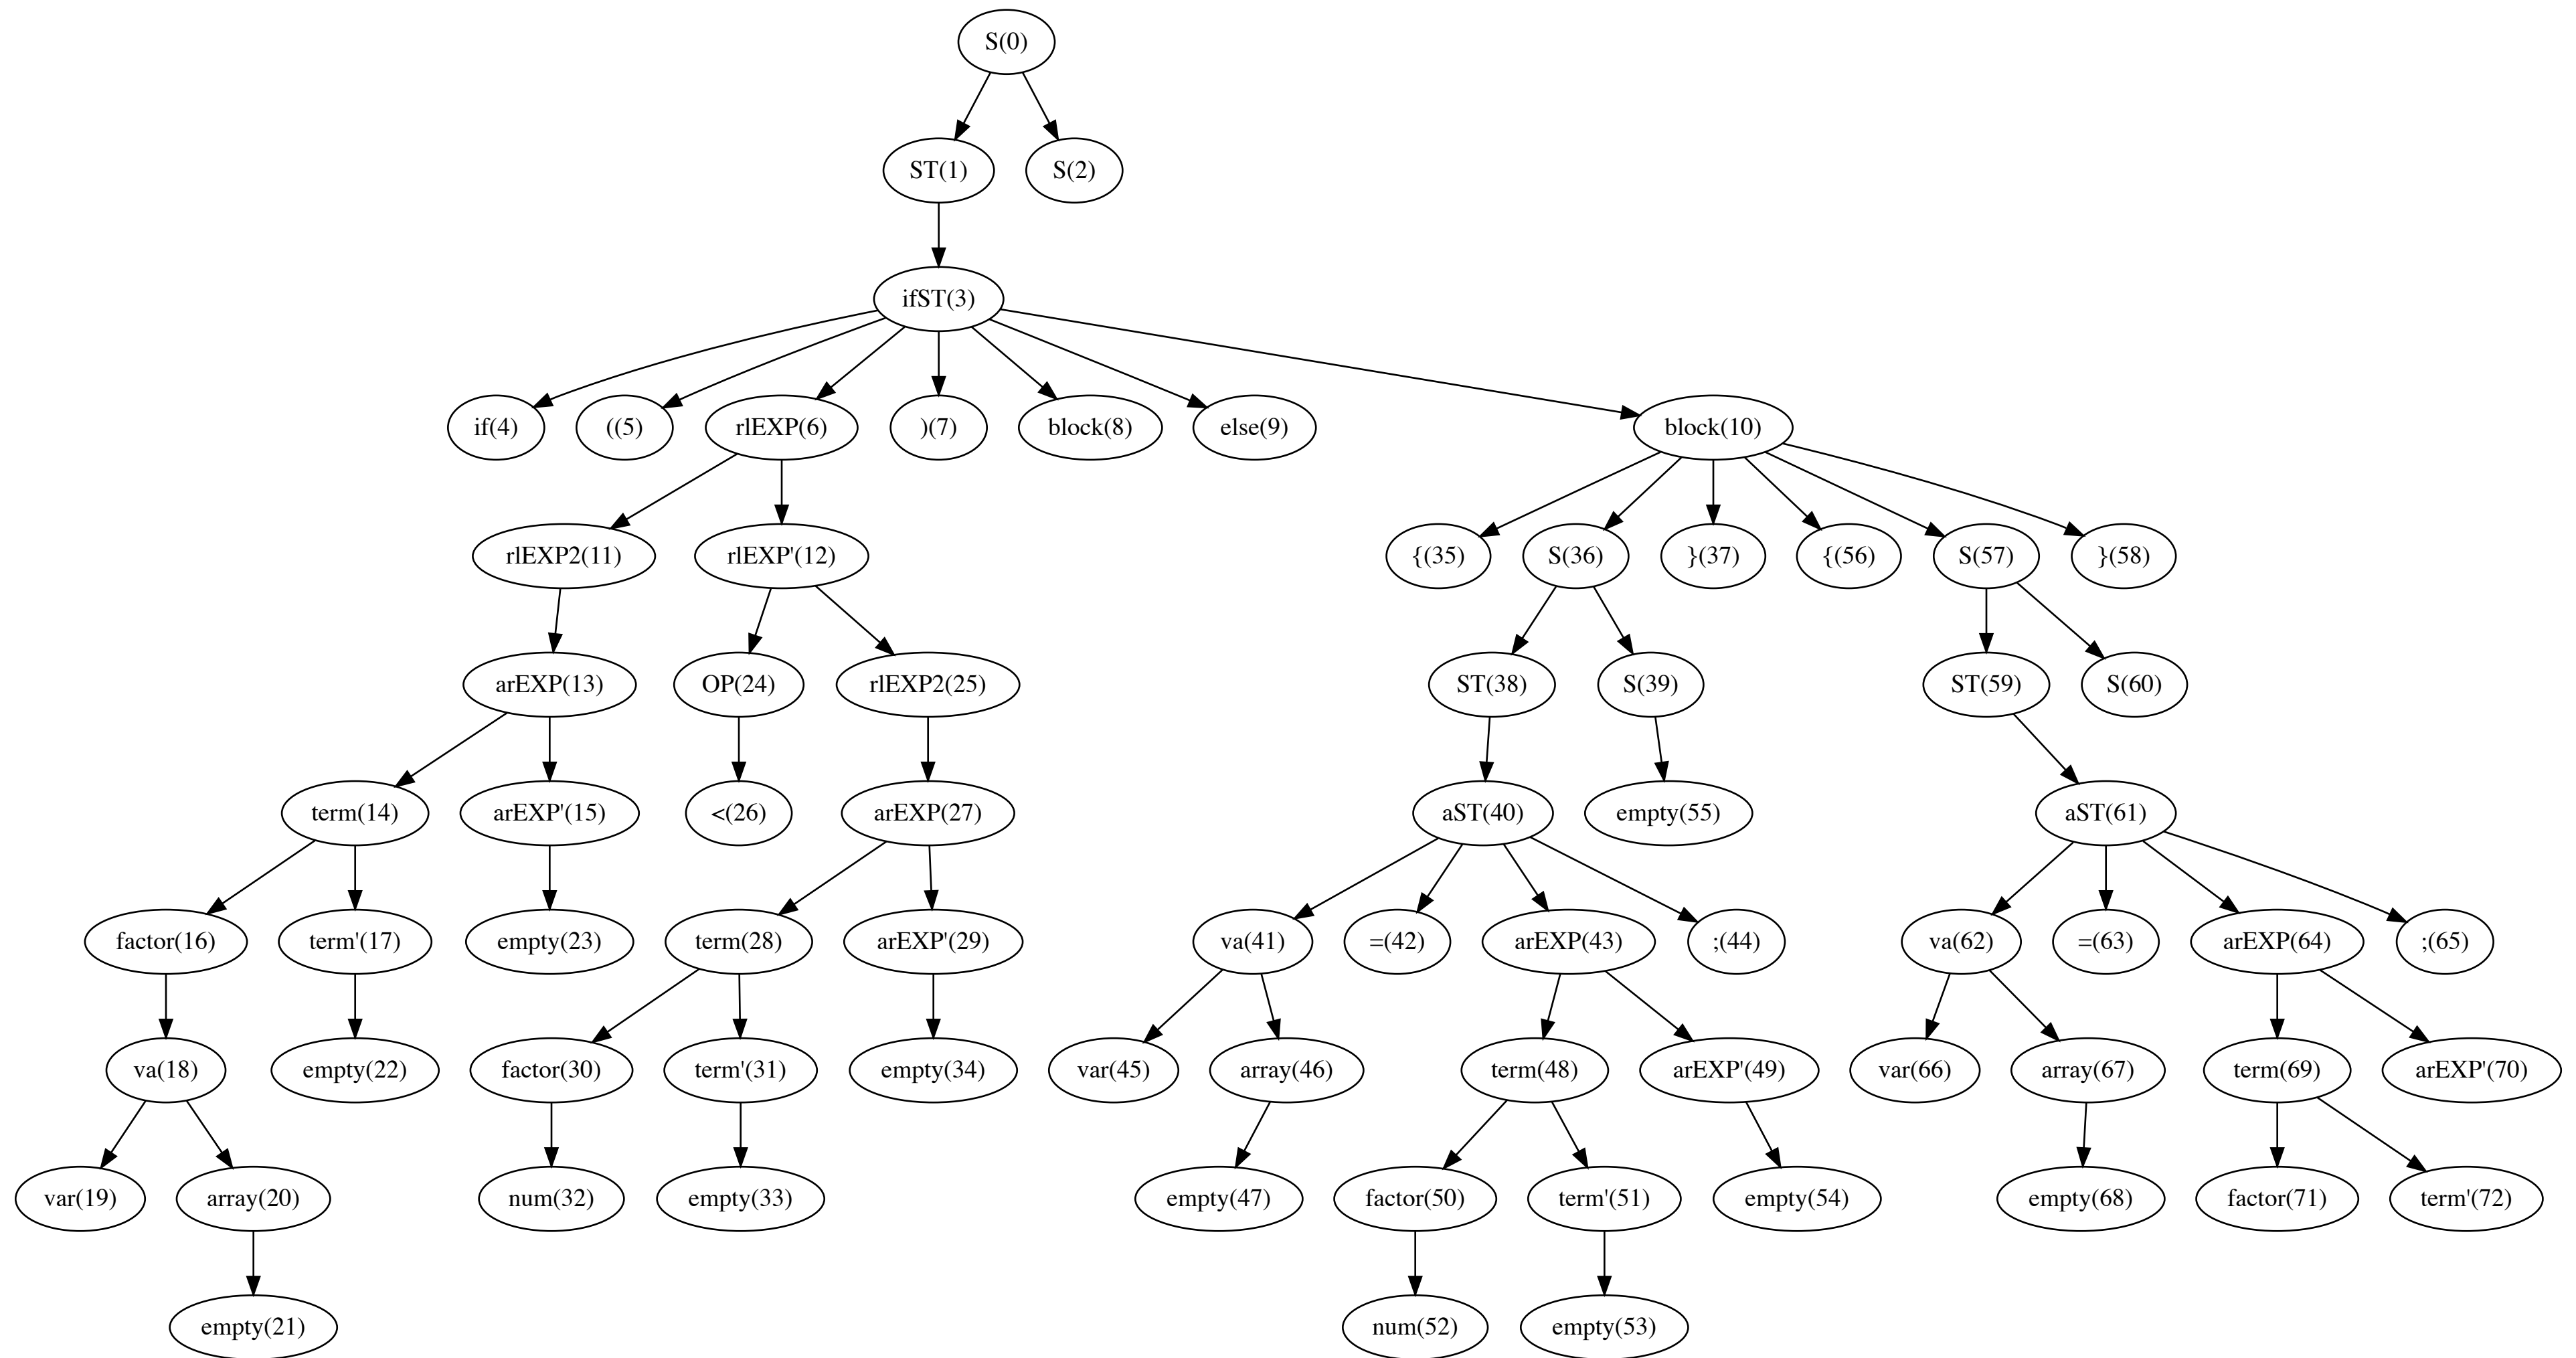 S(0)
ST(1) S(2)
ifST(3)
if(4) ((5) rlEXP(6) )(7) block(8) else(9) block(10)
rlEXP2(11) rlEXP'(12) {(35) S(36) }(37) {(56) S(57) }(58)
arEXP(13) OP(24) rlEXP2(25) ST(38) S(39) ST(59) S(60)
term(14) arEXP'(15) <(26) arEXP(27) aST(40) empty(55) aST(61)
factor(16) term'(17) empty(23) term(28) arEXP'(29) va(41) =(42) arEXP(43) ;(44) va(62) =(63) arEXP(64) ;(65)
va(18) empty(22) factor(30) term'(31) empty(34) var(45) array(46) term(48) arEXP'(49) var(66) array(67) term(69) arEXP'(70)
var(19) array(20) num(32) empty(33) empty(47) factor(50) term'(51) empty(54) empty(68) factor(71) term'(72)
empty(21) num(52) empty(53)